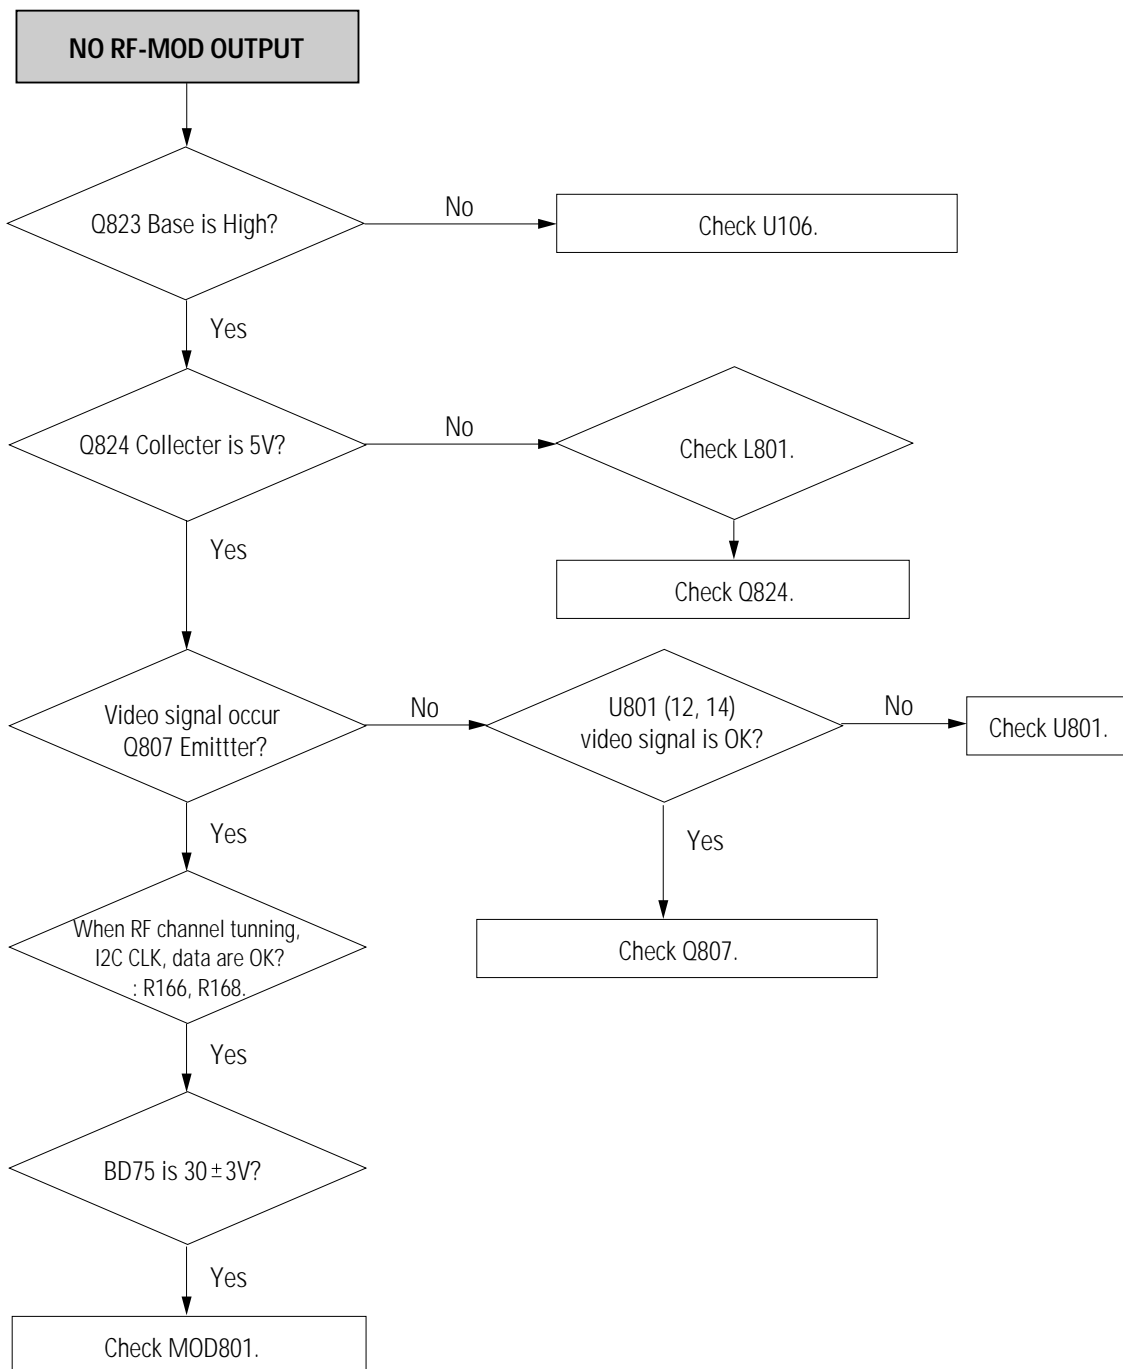 NO RF-MOD OUTPUT
Q823 Base is High?
No
Check U106.
Yes
Q824 Collecter is 5V?
No
Check L801.
Yes
Check Q824.
Video signal occur
Q807 Emittter?
No
U801 (12, 14)
video signal is OK?
No
Check U801.
Yes
Yes
When RF channel tunning,
I2C CLK, data are OK?
: R166, R168.
Check Q807.
Yes
BD75 is 30±3V?
Yes
Check MOD801.